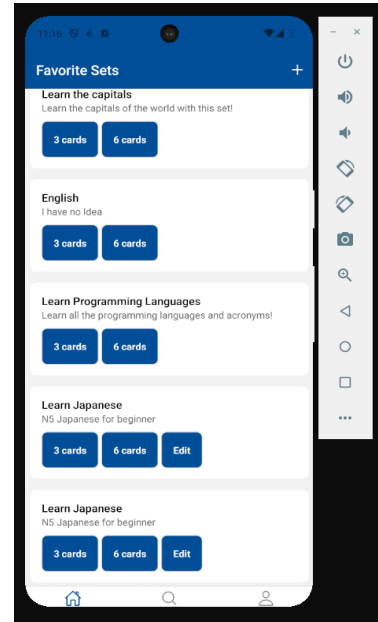 11:16
Favorite Sets +
Learn the capitals
Learn the capitals of the world with this set!
3 cards 6 cards
English
I have no Idea
3 cards 6 cards
Learn Programming Languages
Learn all the programming languages and acronyms!
3 cards 6 cards
Learn Japanese
N5 Japanese for beginner
3 cards 6 cards Edit
Learn Japanese
N5 Japanese for beginner
3 cards 6 cards Edit